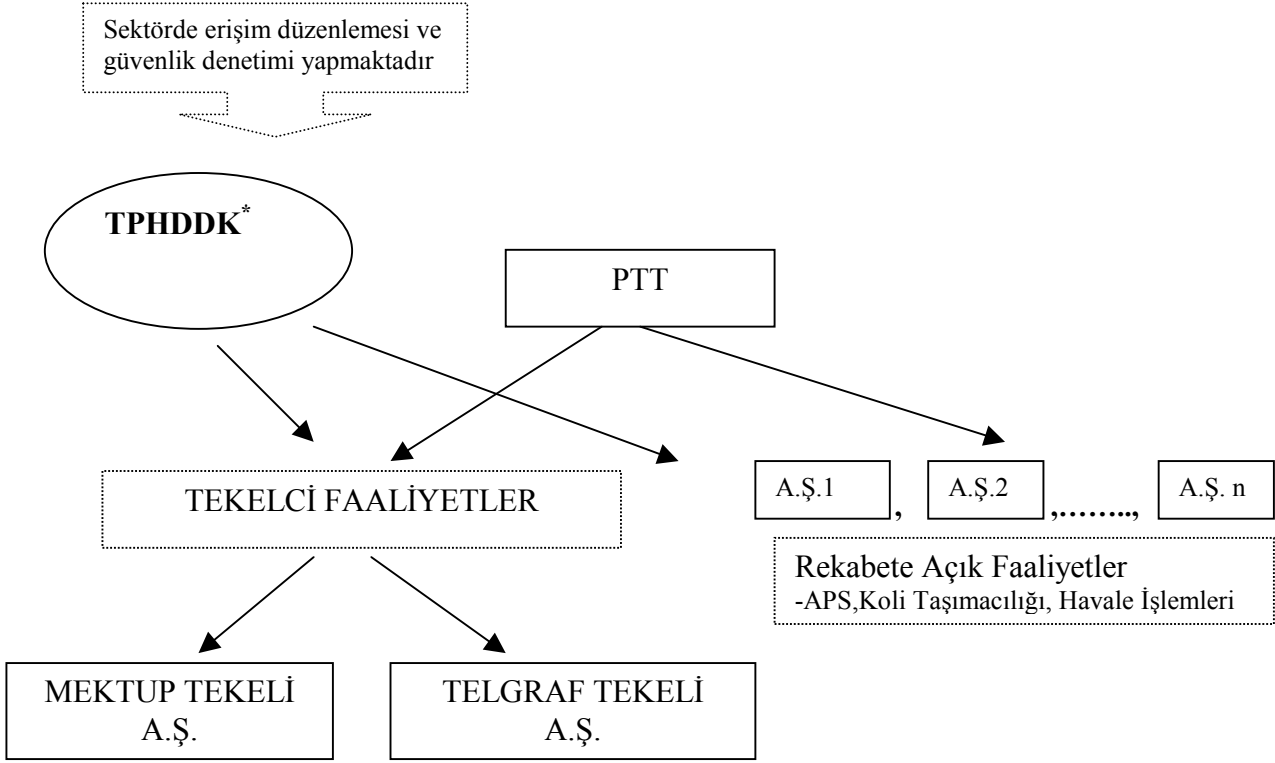 Sektörde erişim düzenlemesi ve
güvenlik denetimi yapmaktadır
TPHDDK*
PTT
TEKELCİ FAALİYETLER
A.Ş.1 , A.Ş.2 ,…….., A.Ş. n
Rekabete Açık Faaliyetler
-APS,Koli Taşımacılığı, Havale İşlemleri
MEKTUP TEKELİ
A.Ş.
TELGRAF TEKELİ
A.Ş.